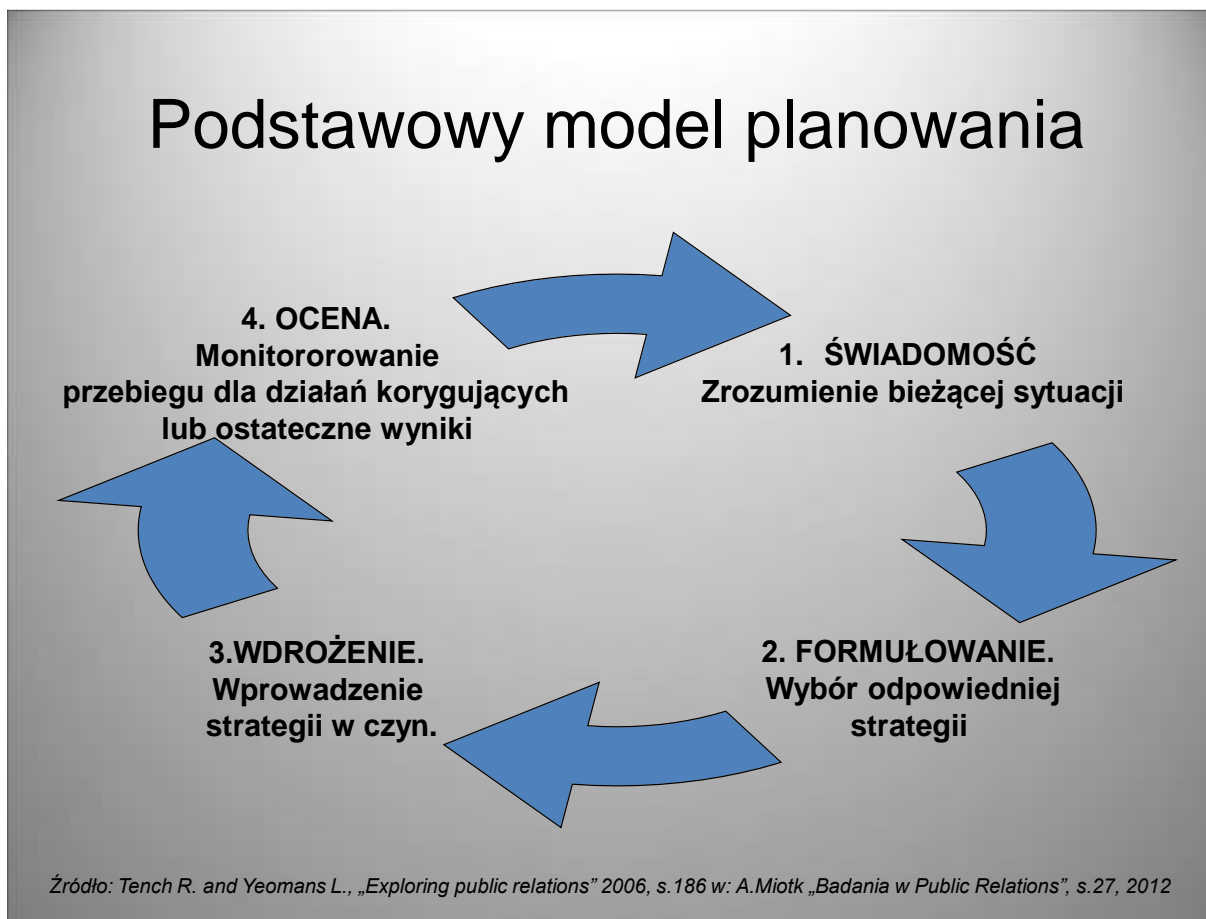 Podstawowy model planowania
4. OCENA.
Monitororowanie
przebiegu dla działań korygujących
lub ostateczne wyniki
1. ŚWIADOMOŚĆ
Zrozumienie bieżącej sytuacji
2. FORMUŁOWANIE.
Wybór odpowiedniej
strategii
3.WDROŻENIE.
Wprowadzenie
strategii w czyn.
Źródło: Tench R. and Yeomans L., „Exploring public relations” 2006, s.186 w: A.Miotk „Badania w Public Relations”, s.27, 2012